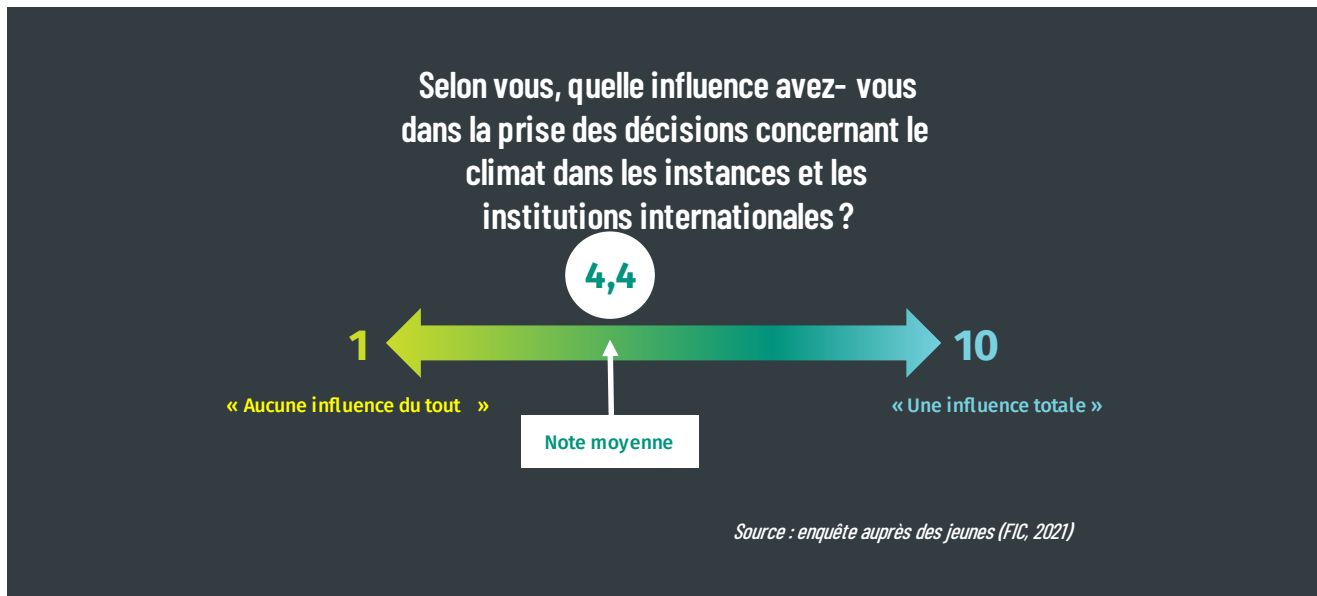 Selon vous, quelle influence avez- vous
dans la prise des décisions concernant le
climat dans les instances et les
institutions internationales ?
4,4
1
10
« Aucune influence du tout »
« Une influence totale »
Note moyenne
Source : enquête auprès des jeunes (FIC, 2021)